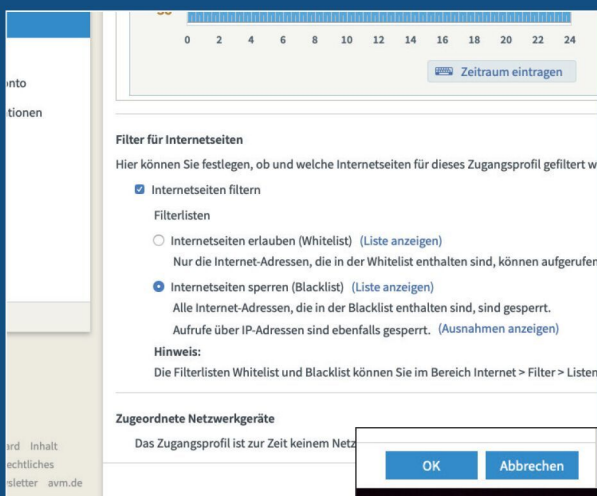 0 2 4 6 8 10 12 14 16 18 20 22 24
Zeitraum eintragen
Filter für Internetseiten
Hier können Sie festlegen, ob und welche Internetseiten für dieses Zugangsprofil gefiltert w
Internetseiten filtern
Filterlisten
Internetseiten erlauben (Whitelist) (Liste anzeigen)
Nur die Internet-Adressen, die in der Whitelist enthalten sind, können aufgerufen
Internetseiten sperren (Blacklist) (Liste anzeigen)
Alle Internet-Adressen, die in der Blacklist enthalten sind, sind gesperrt.
Aufrufe über IP-Adressen sind ebenfalls gesperrt. (Ausnahmen anzeigen)
Hinweis:
Die Filterlisten Whitelist und Blacklist können Sie im Bereich Internet > Filter > Listen
Zugeordnete Netzwerkgeräte
Das Zugangsprofil ist zur Zeit keinem Netz
OK Abbrechen
onto
tionen
ard Inhalt
echtliches
sletter avm.de